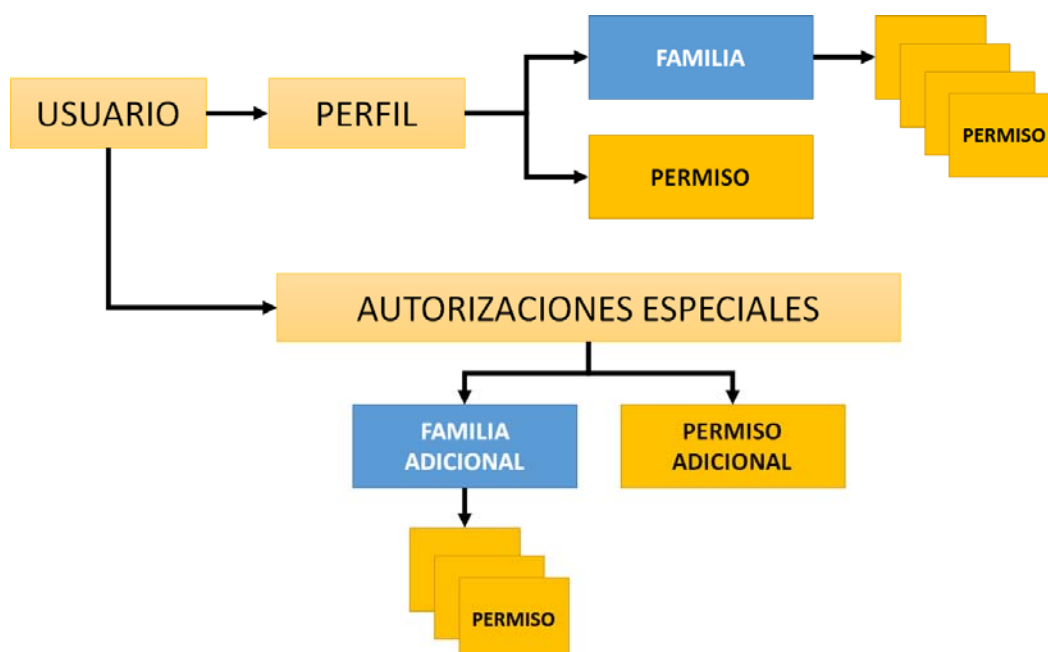 FAMILIA
USUARIO
PERFIL
PERMISO
PERMISO
AUTORIZACIONES ESPECIALES
FAMILIA
ADICIONAL
PERMISO
ADICIONAL
PERMISO